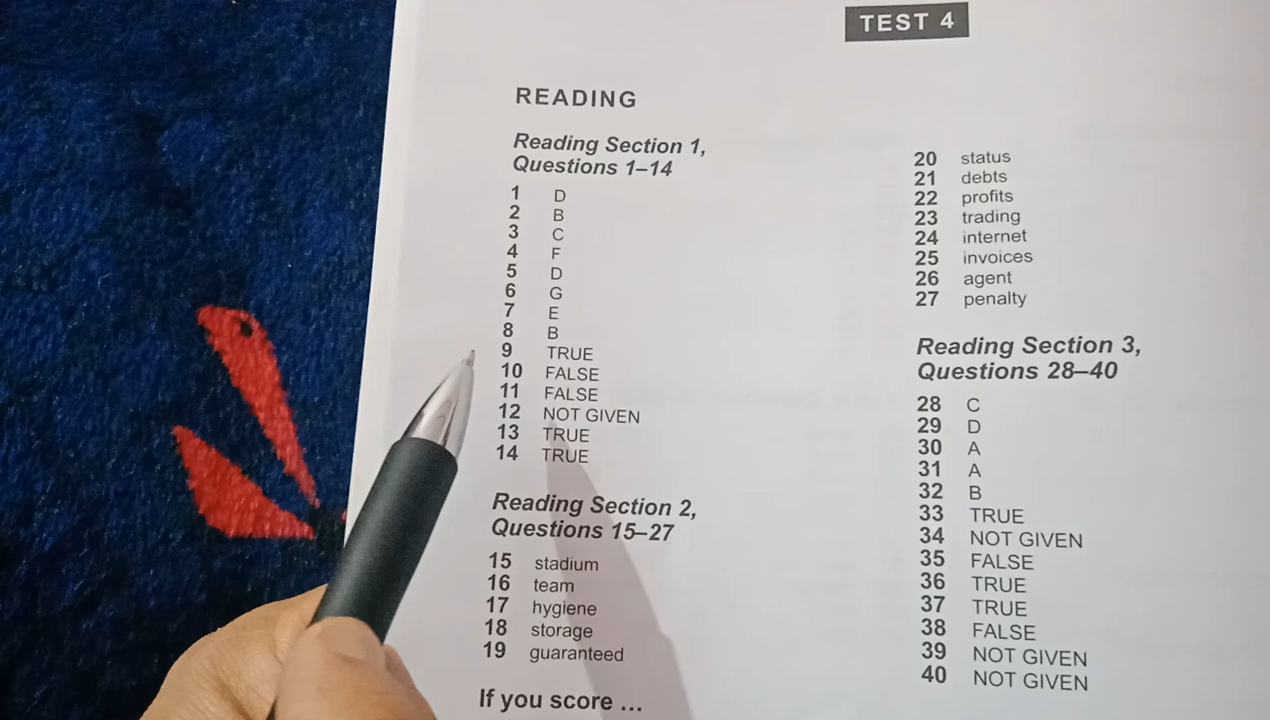 TEST 4
READING
Reading Section 1,
Questions 1–14
1 D
2 B
3 C
4 F
5 D
6 G
7 E
8 B
9 TRUE
10 FALSE
11 FALSE
12 NOT GIVEN
13 TRUE
14 TRUE
Reading Section 2,
Questions 15–27
15 stadium
16 team
17 hygiene
18 storage
19 guaranteed
20 status
21 debts
22 profits
23 trading
24 internet
25 invoices
26 agent
27 penalty
Reading Section 3,
Questions 28–40
28 C
29 D
30 A
31 A
32 B
33 TRUE
34 NOT GIVEN
35 FALSE
36 TRUE
37 TRUE
38 FALSE
39 NOT GIVEN
40 NOT GIVEN
If you score ...